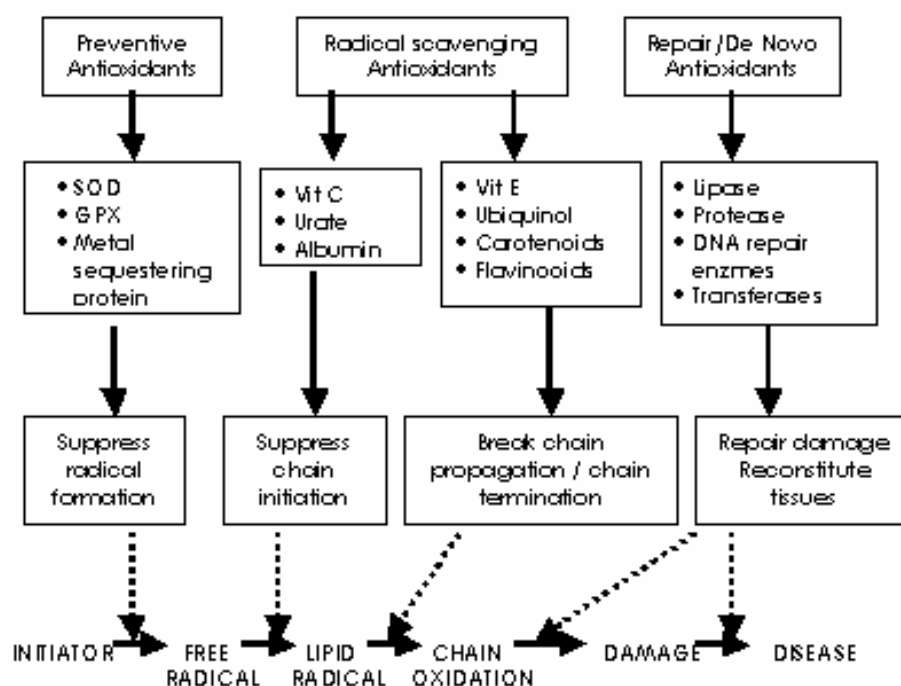 Preventive
Antioxidants
Radical scavenging
Antioxidants
Repair/De Novo
Antioxidants
• SOD
• GPX
• Metal
sequestering
protein
• Vit C
• Urate
• Albumin
• Vit E
• Ubiquinol
• Carotenoids
• Flavinooids
• Lipase
• Protease
• DNA repair
enzmes
• Transferases
Suppress
radical
formation
Suppress
chain
initiation
Break chain
propagation / chain
termination
Repair damage
Reconstitute
tissues
INITIATOR
FREE
RADICAL
LIPID
RADICAL
CHAIN
OXIDATION
DAMAGE
DISEASE